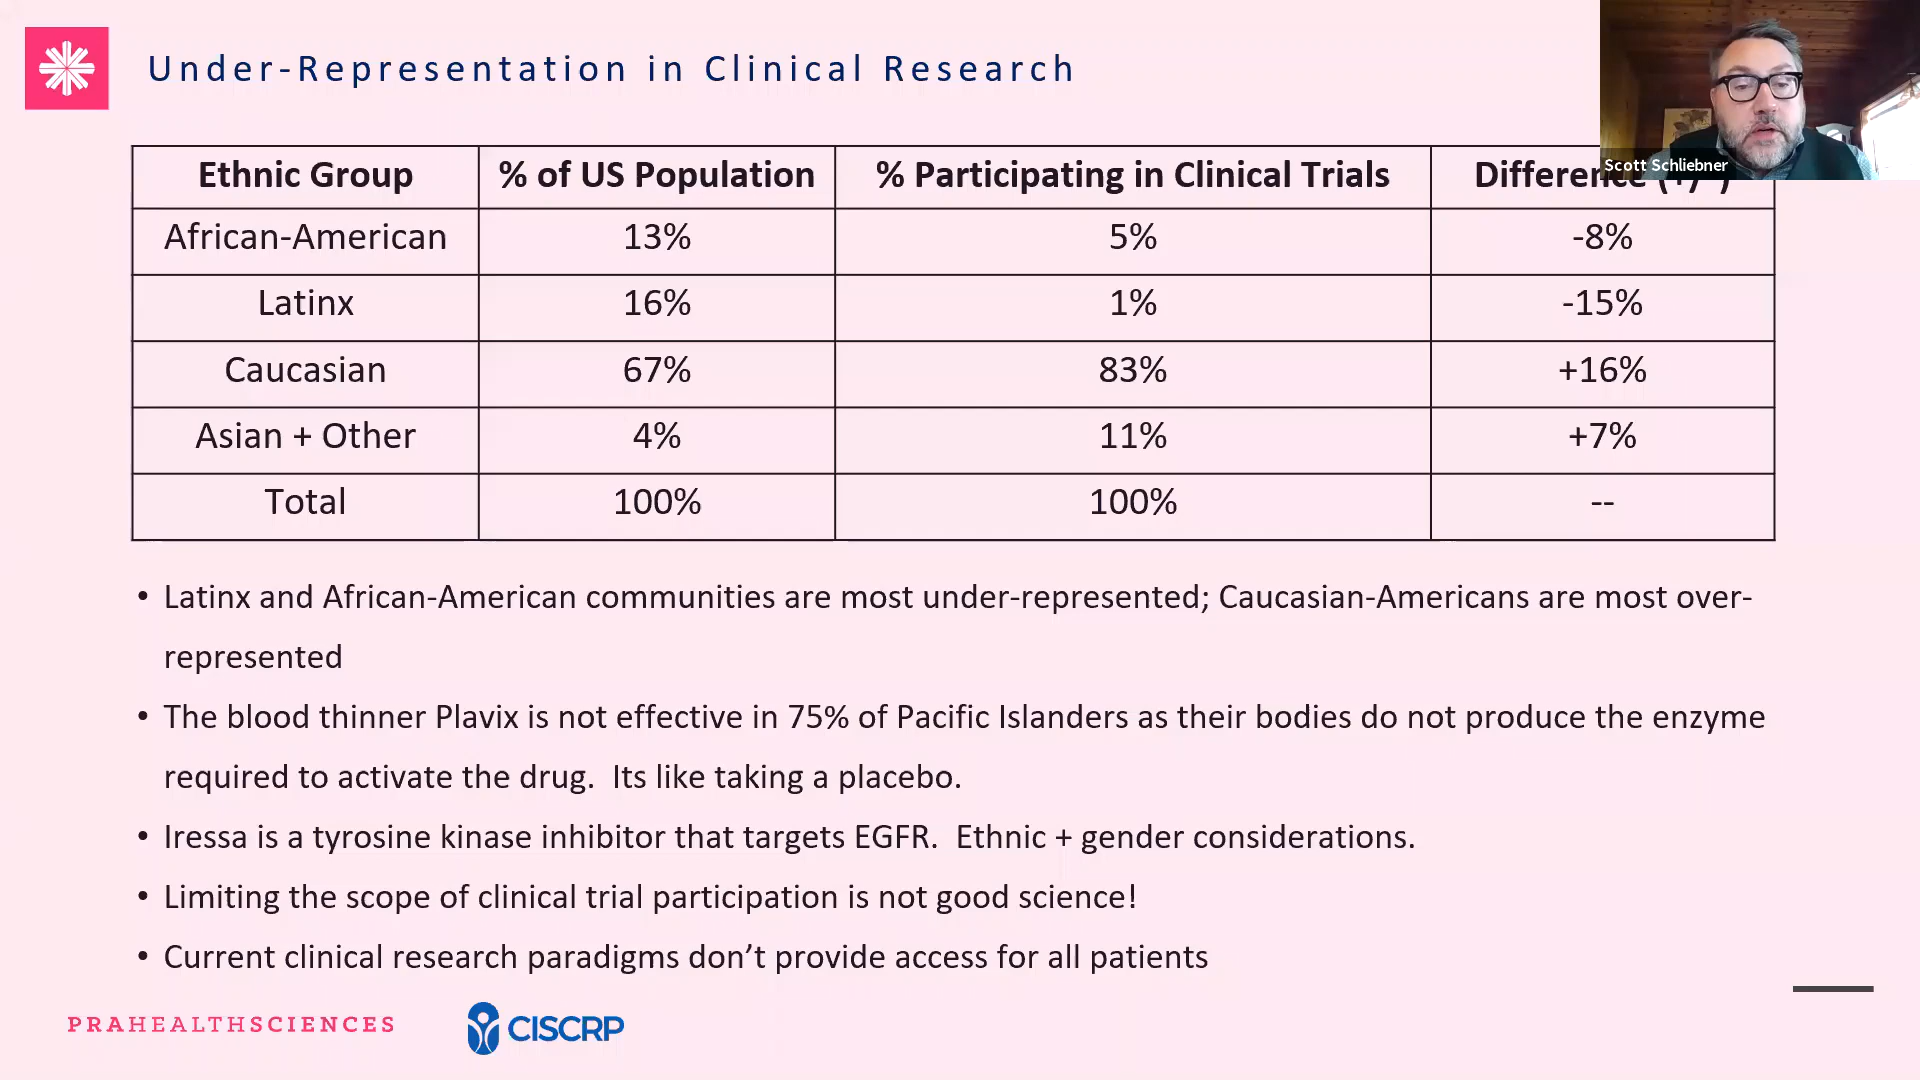 Under-Representation in Clinical Research
Scott Schliebner
Ethnic Group % of US Population % Participating in Clinical Trials
African-American 13% 5% -8%
Latinx 16% 1% -15%
Caucasian 67% 83% +16%
Asian + Other 4% 11% +7%
Total 100% 100% --
• Latinx and African-American communities are most under-represented; Caucasian-Americans are most over-
represented
• The blood thinner Plavix is not effective in 75% of Pacific Islanders as their bodies do not produce the enzyme
required to activate the drug.  Its like taking a placebo.
• Iressa is a tyrosine kinase inhibitor that targets EGFR.  Ethnic + gender considerations.
• Limiting the scope of clinical trial participation is not good science!
• Current clinical research paradigms don’t provide access for all patients
PRAHEALTHSCIENCES CISCRP